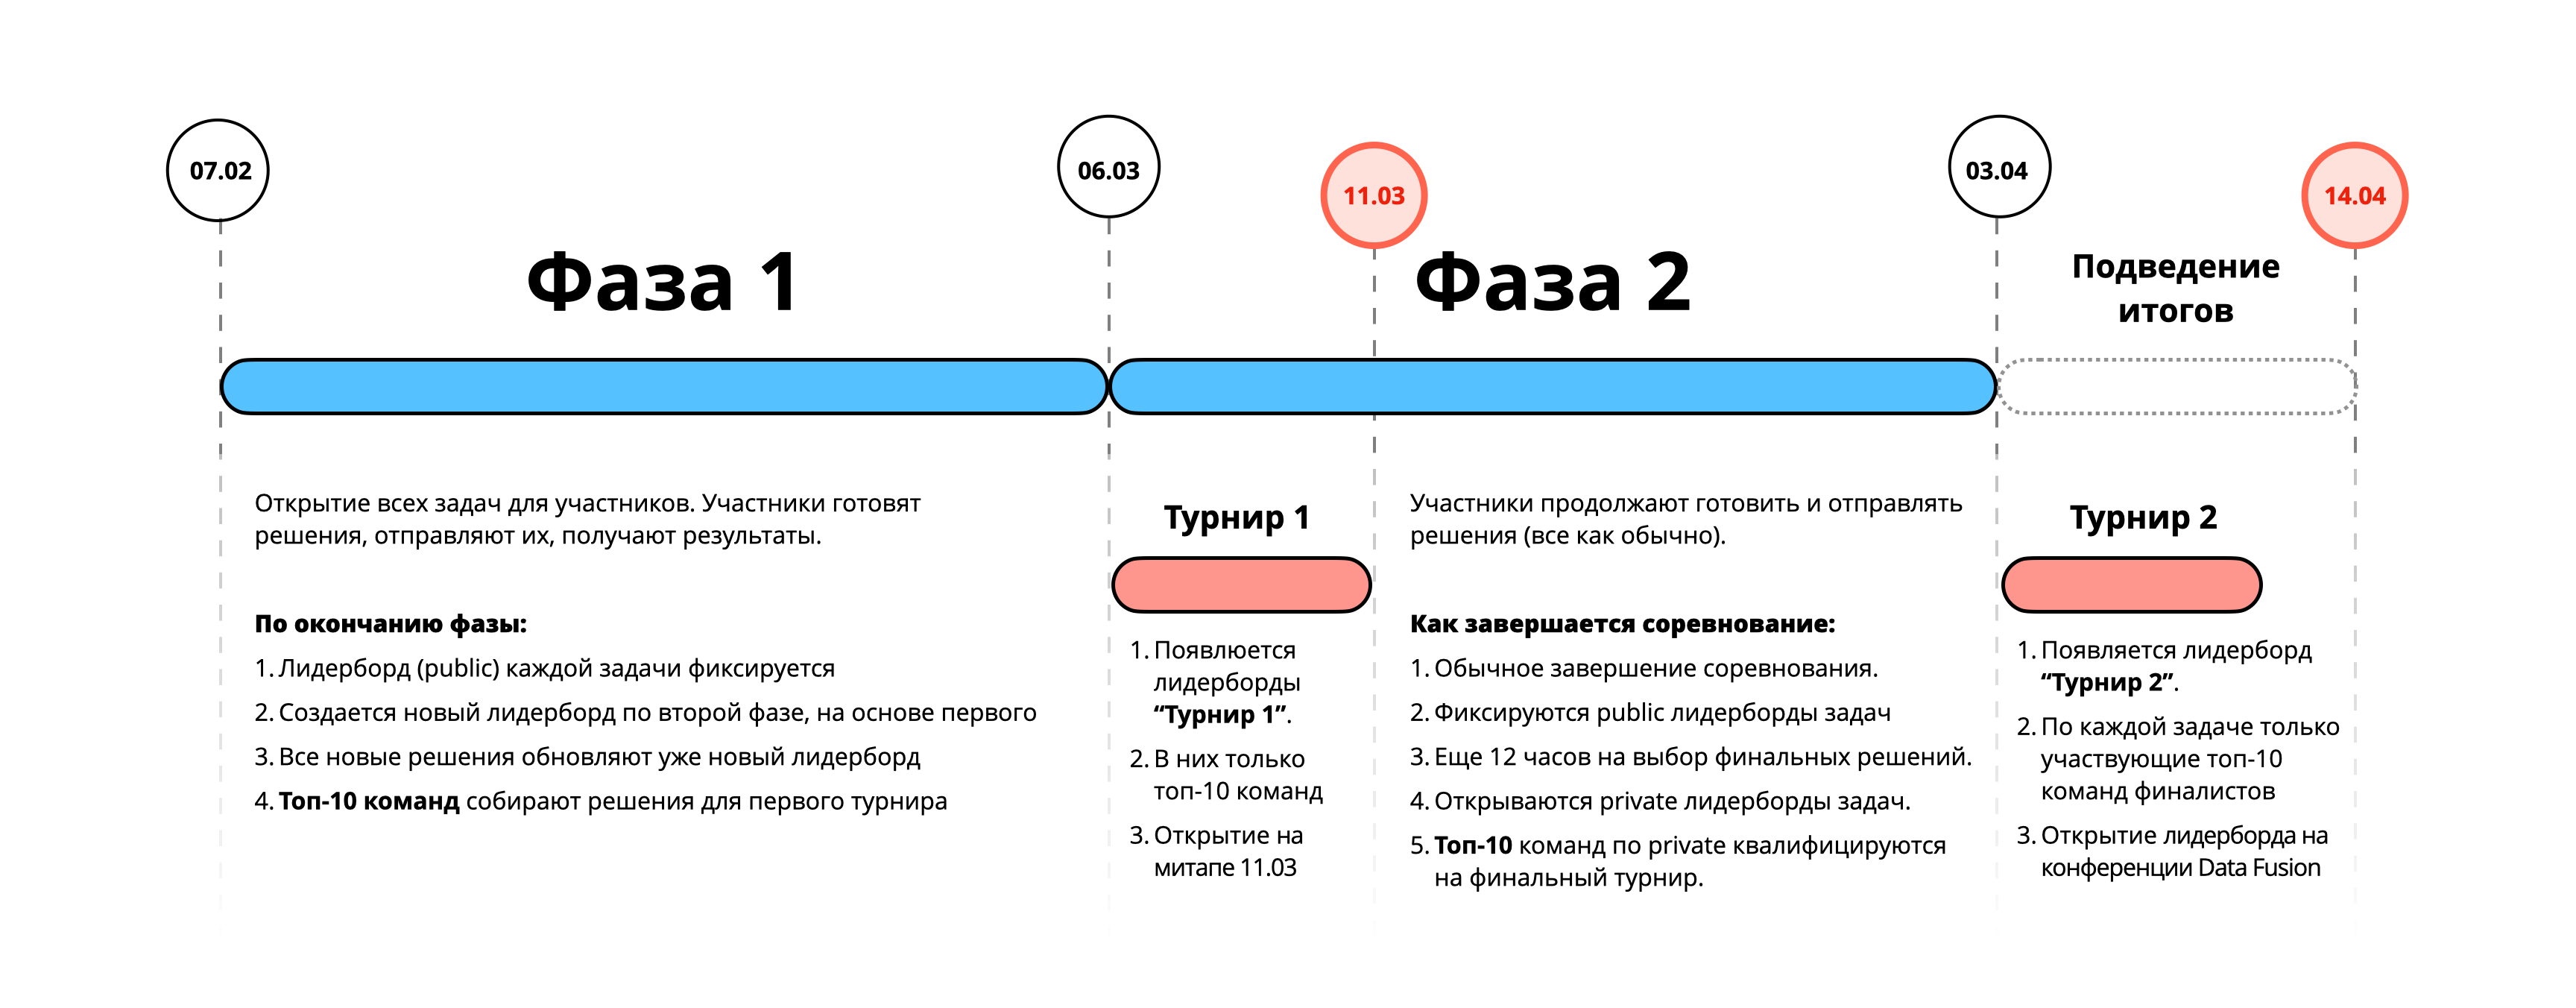 07.02
06.03
11.03
03.04
14.04
Фаза 1
Фаза 2
Подведение
итогов
Открытие всех задач для участников. Участники готовят
решения, отправляют их, получают результаты.
По окончанию фазы:
1. Лидерборд (public) каждой задачи фиксируется
2. Создается новый лидерборд по второй фазе, на основе первого
3. Все новые решения обновляют уже новый лидерборд
4. Топ-10 команд собирают решения для первого турнира
Турнир 1
1. Появлюется
лидерборды
“Турнир 1”.
2. В них только
топ-10 команд
3. Открытие на
митапе 11.03
Участники продолжают готовить и отправлять
решения (все как обычно).
Как завершается соревнование:
1. Обычное завершение соревнования.
2. Фиксируются public лидерборды задач
3. Еще 12 часов на выбор финальных решений.
4. Открываются private лидерборды задач.
5. Топ-10 команд по private квалифицируются
на финальный турнир.
Турнир 2
1. Появляется лидерборд
“Турнир 2”.
2. По каждой задаче только
участвующие топ-10
команд финалистов
3. Открытие лидерборда на
конференции Data Fusion